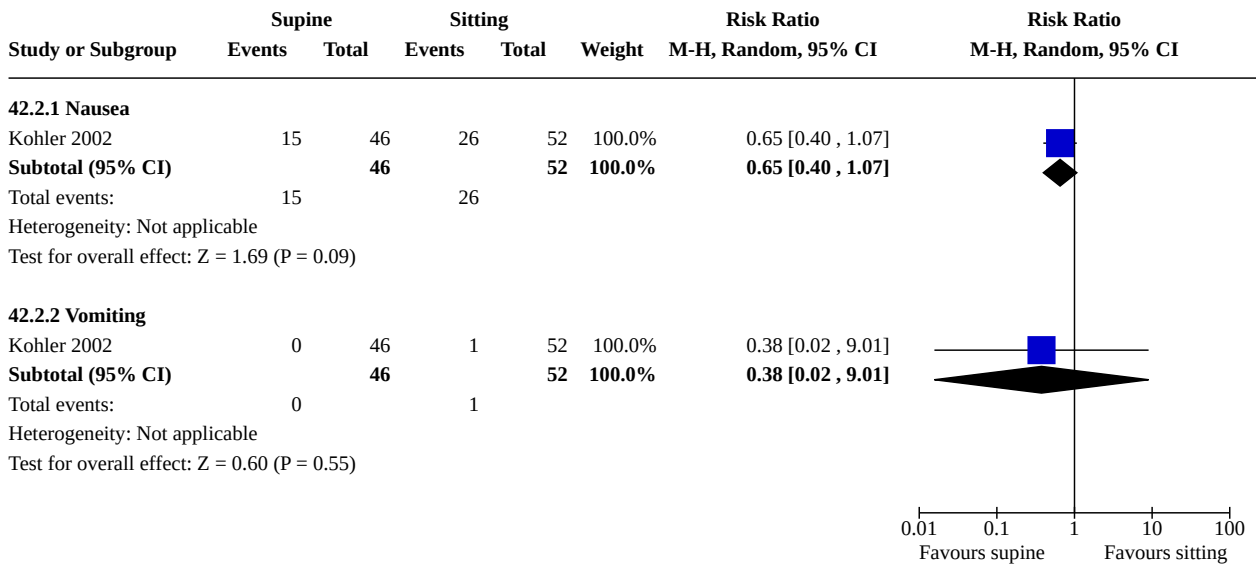 Supine Sitting Risk Ratio Risk Ratio
Study or Subgroup Events Total Events Total Weight M-H, Random, 95% CI M-H, Random, 95% CI
42.2.1 Nausea
Kohler 2002 15 46 26 52 100.0% 0.65 [0.40 , 1.07]
Subtotal (95% CI) 46 52 100.0% 0.65 [0.40 , 1.07]
Total events: 15 26
Heterogeneity: Not applicable
Test for overall effect: Z = 1.69 (P = 0.09)
42.2.2 Vomiting
Kohler 2002 0 46 1 52 100.0% 0.38 [0.02 , 9.01]
Subtotal (95% CI) 46 52 100.0% 0.38 [0.02 , 9.01]
Total events: 0 1
Heterogeneity: Not applicable
Test for overall effect: Z = 0.60 (P = 0.55)
0.01 0.1 1 10 100
Favours supine Favours sitting